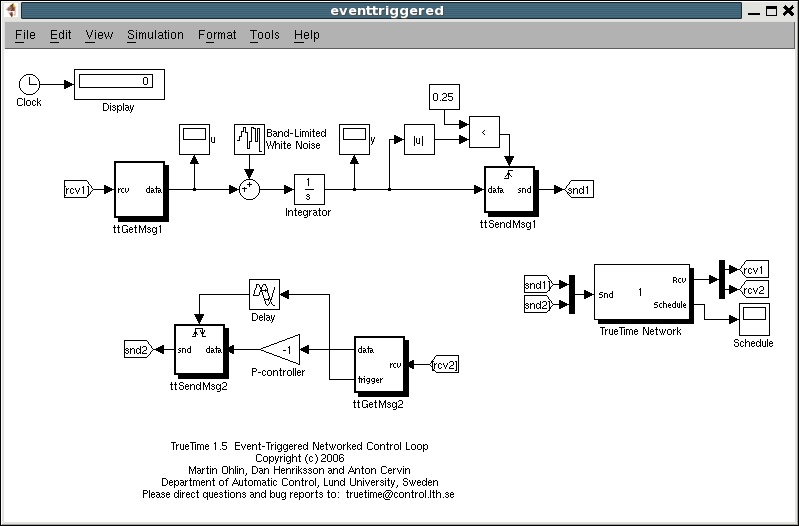 eventtriggered
File Edit View Simulation Format Tools Help
Clock
0
Display
0.25
u
Band-Limited
White Noise
y
|u|
<
[rcv1]
rcv data
ttGetMsg1
++
1
s
Integrator
data snd
ttSendMsg1
snd1
Delay
snd2
snd data
ttSendMsg2
-1
P-controller
data
rcv
trigger
ttGetMsg2
[rcv2]
[snd1]
[snd2]
Snd
1
Rcv
Schedule
TrueTime Network
rcv1
rcv2
Schedule
TrueTime 1.5 Event-Triggered Networked Control Loop
Copyright (c) 2006
Martin Ohlin, Dan Henriksson and Anton Cervin
Department of Automatic Control, Lund University, Sweden
Please direct questions and bug reports to: truetime@control.lth.se